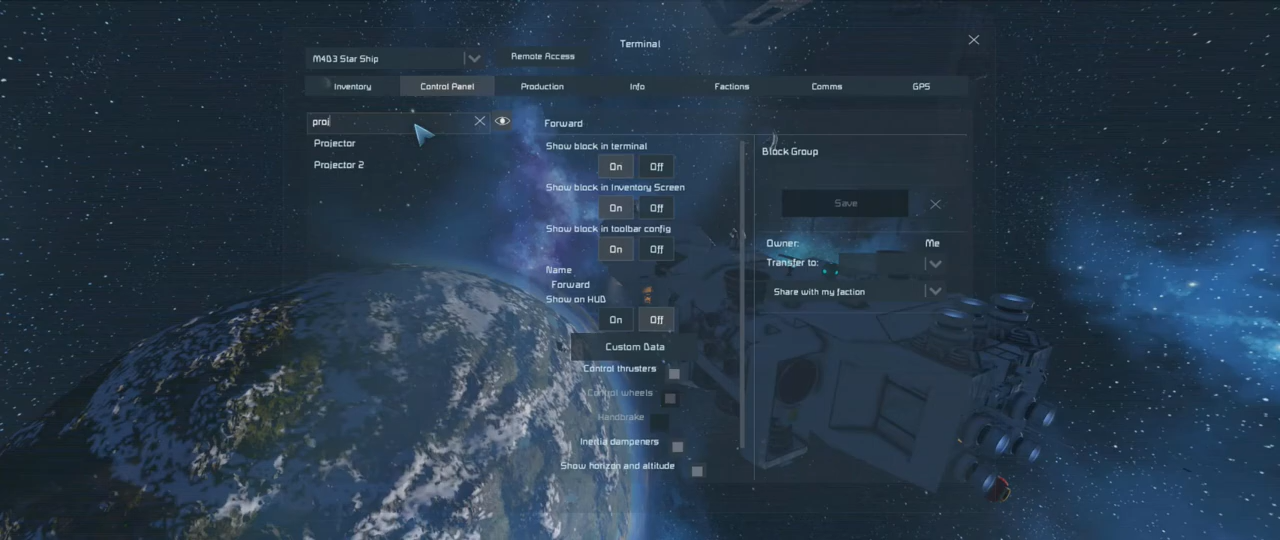 Terminal
M4D3 Star Ship
Remote Access
Inventory
Control Panel
Production
Info
Factions
Comms
GPS
proj
Projector
Projector 2
Forward
Show block in terminal
On Off
Show block in Inventory Screen
On Off
Show block in toolbar config
On Off
Name
Forward
Show on HUD
On Off
Custom Data
Control thrusters
Control wheels
Handbrake
Inertia dampeners
Show horizon and altitude
Block Group
Save
Owner: Me
Transfer to:
Share with my faction